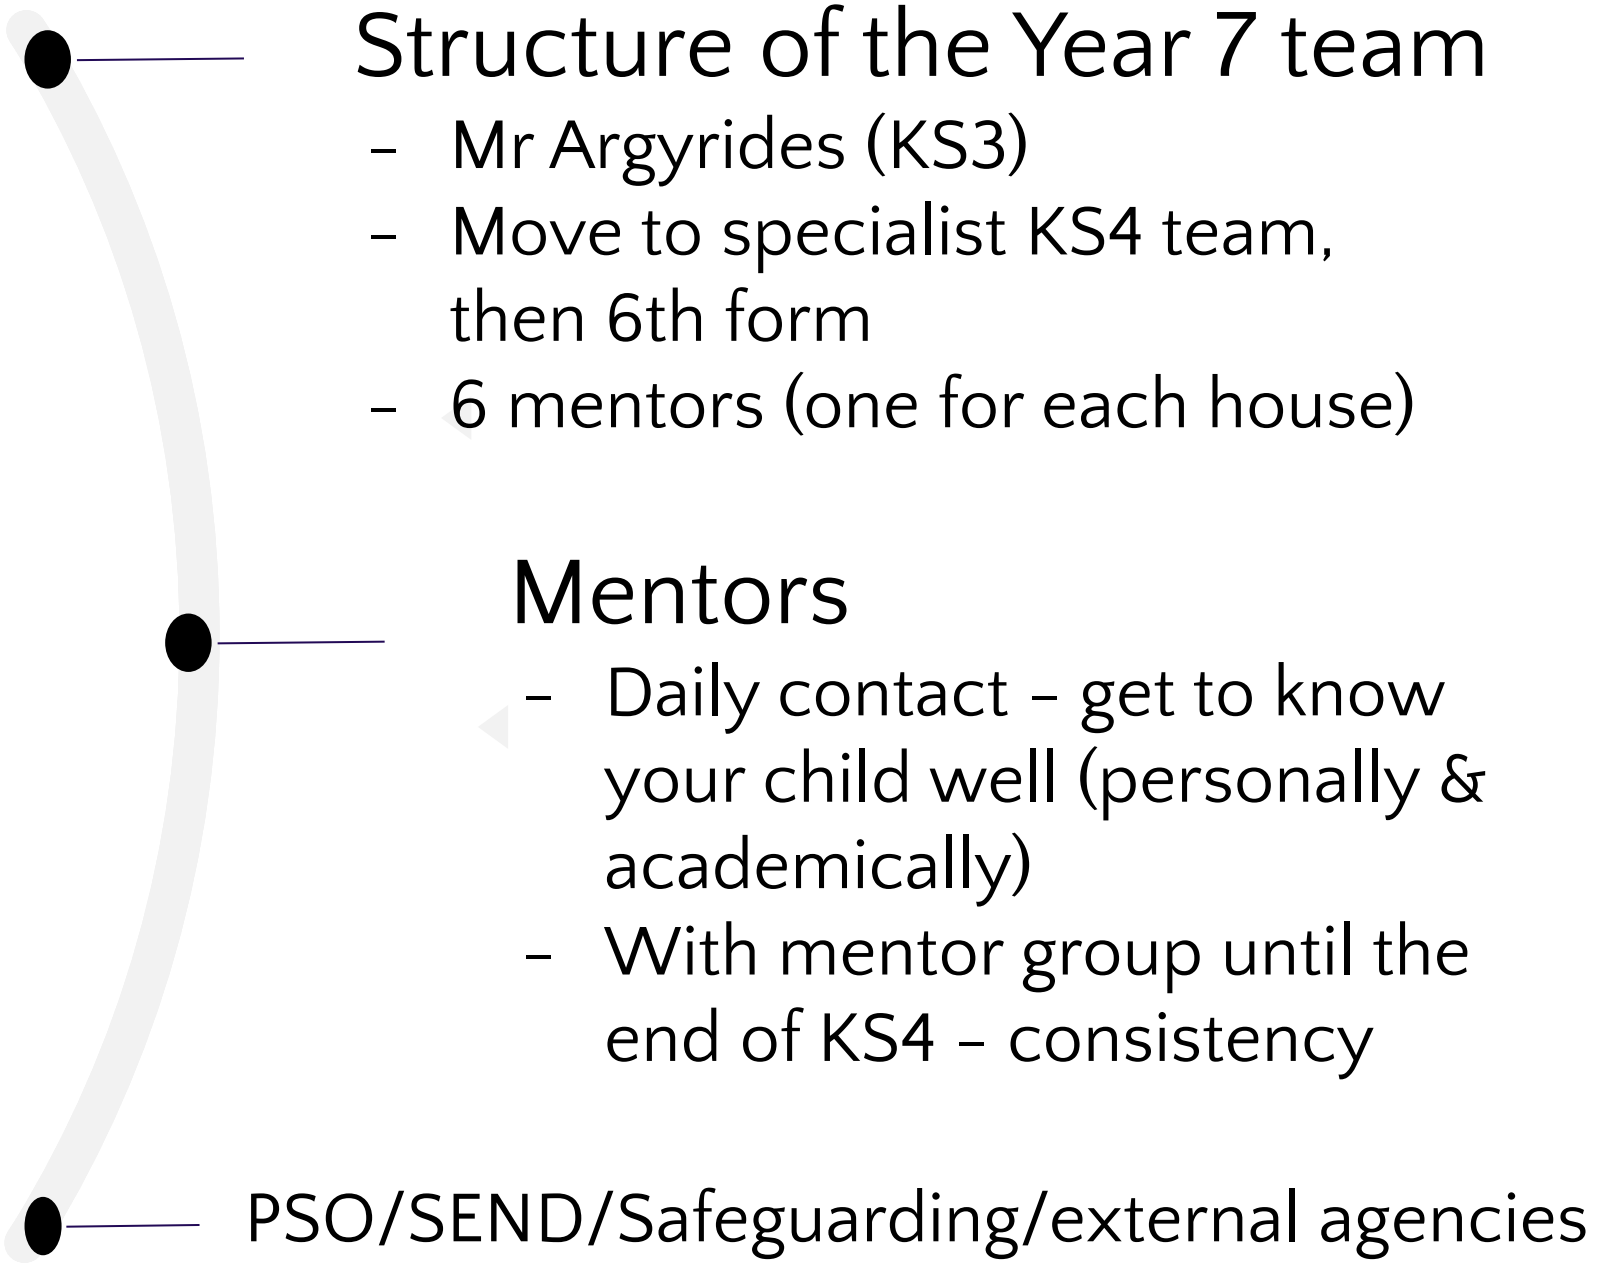 Structure of the Year 7 team
– Mr Argyrides (KS3)
– Move to specialist KS4 team,
then 6th form
– 6 mentors (one for each house)
Mentors
– Daily contact – get to know
your child well (personally &
academically)
– With mentor group until the
end of KS4 – consistency
PSO/SEND/Safeguarding/external agencies